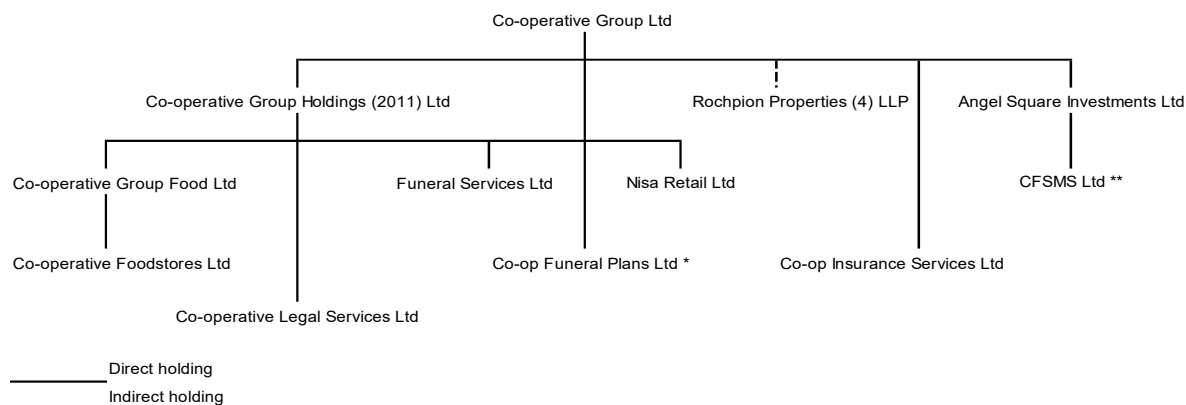 Co-operative Group Ltd
Co-operative Group Holdings (2011) Ltd
Rochpion Properties (4) LLP
Angel Square Investments Ltd
Co-operative Group Food Ltd
Funeral Services Ltd
Nisa Retail Ltd
CFSMS Ltd **
Co-operative Foodstores Ltd
Co-op Funeral Plans Ltd *
Co-op Insurance Services Ltd
Co-operative Legal Services Ltd
Direct holding
Indirect holding